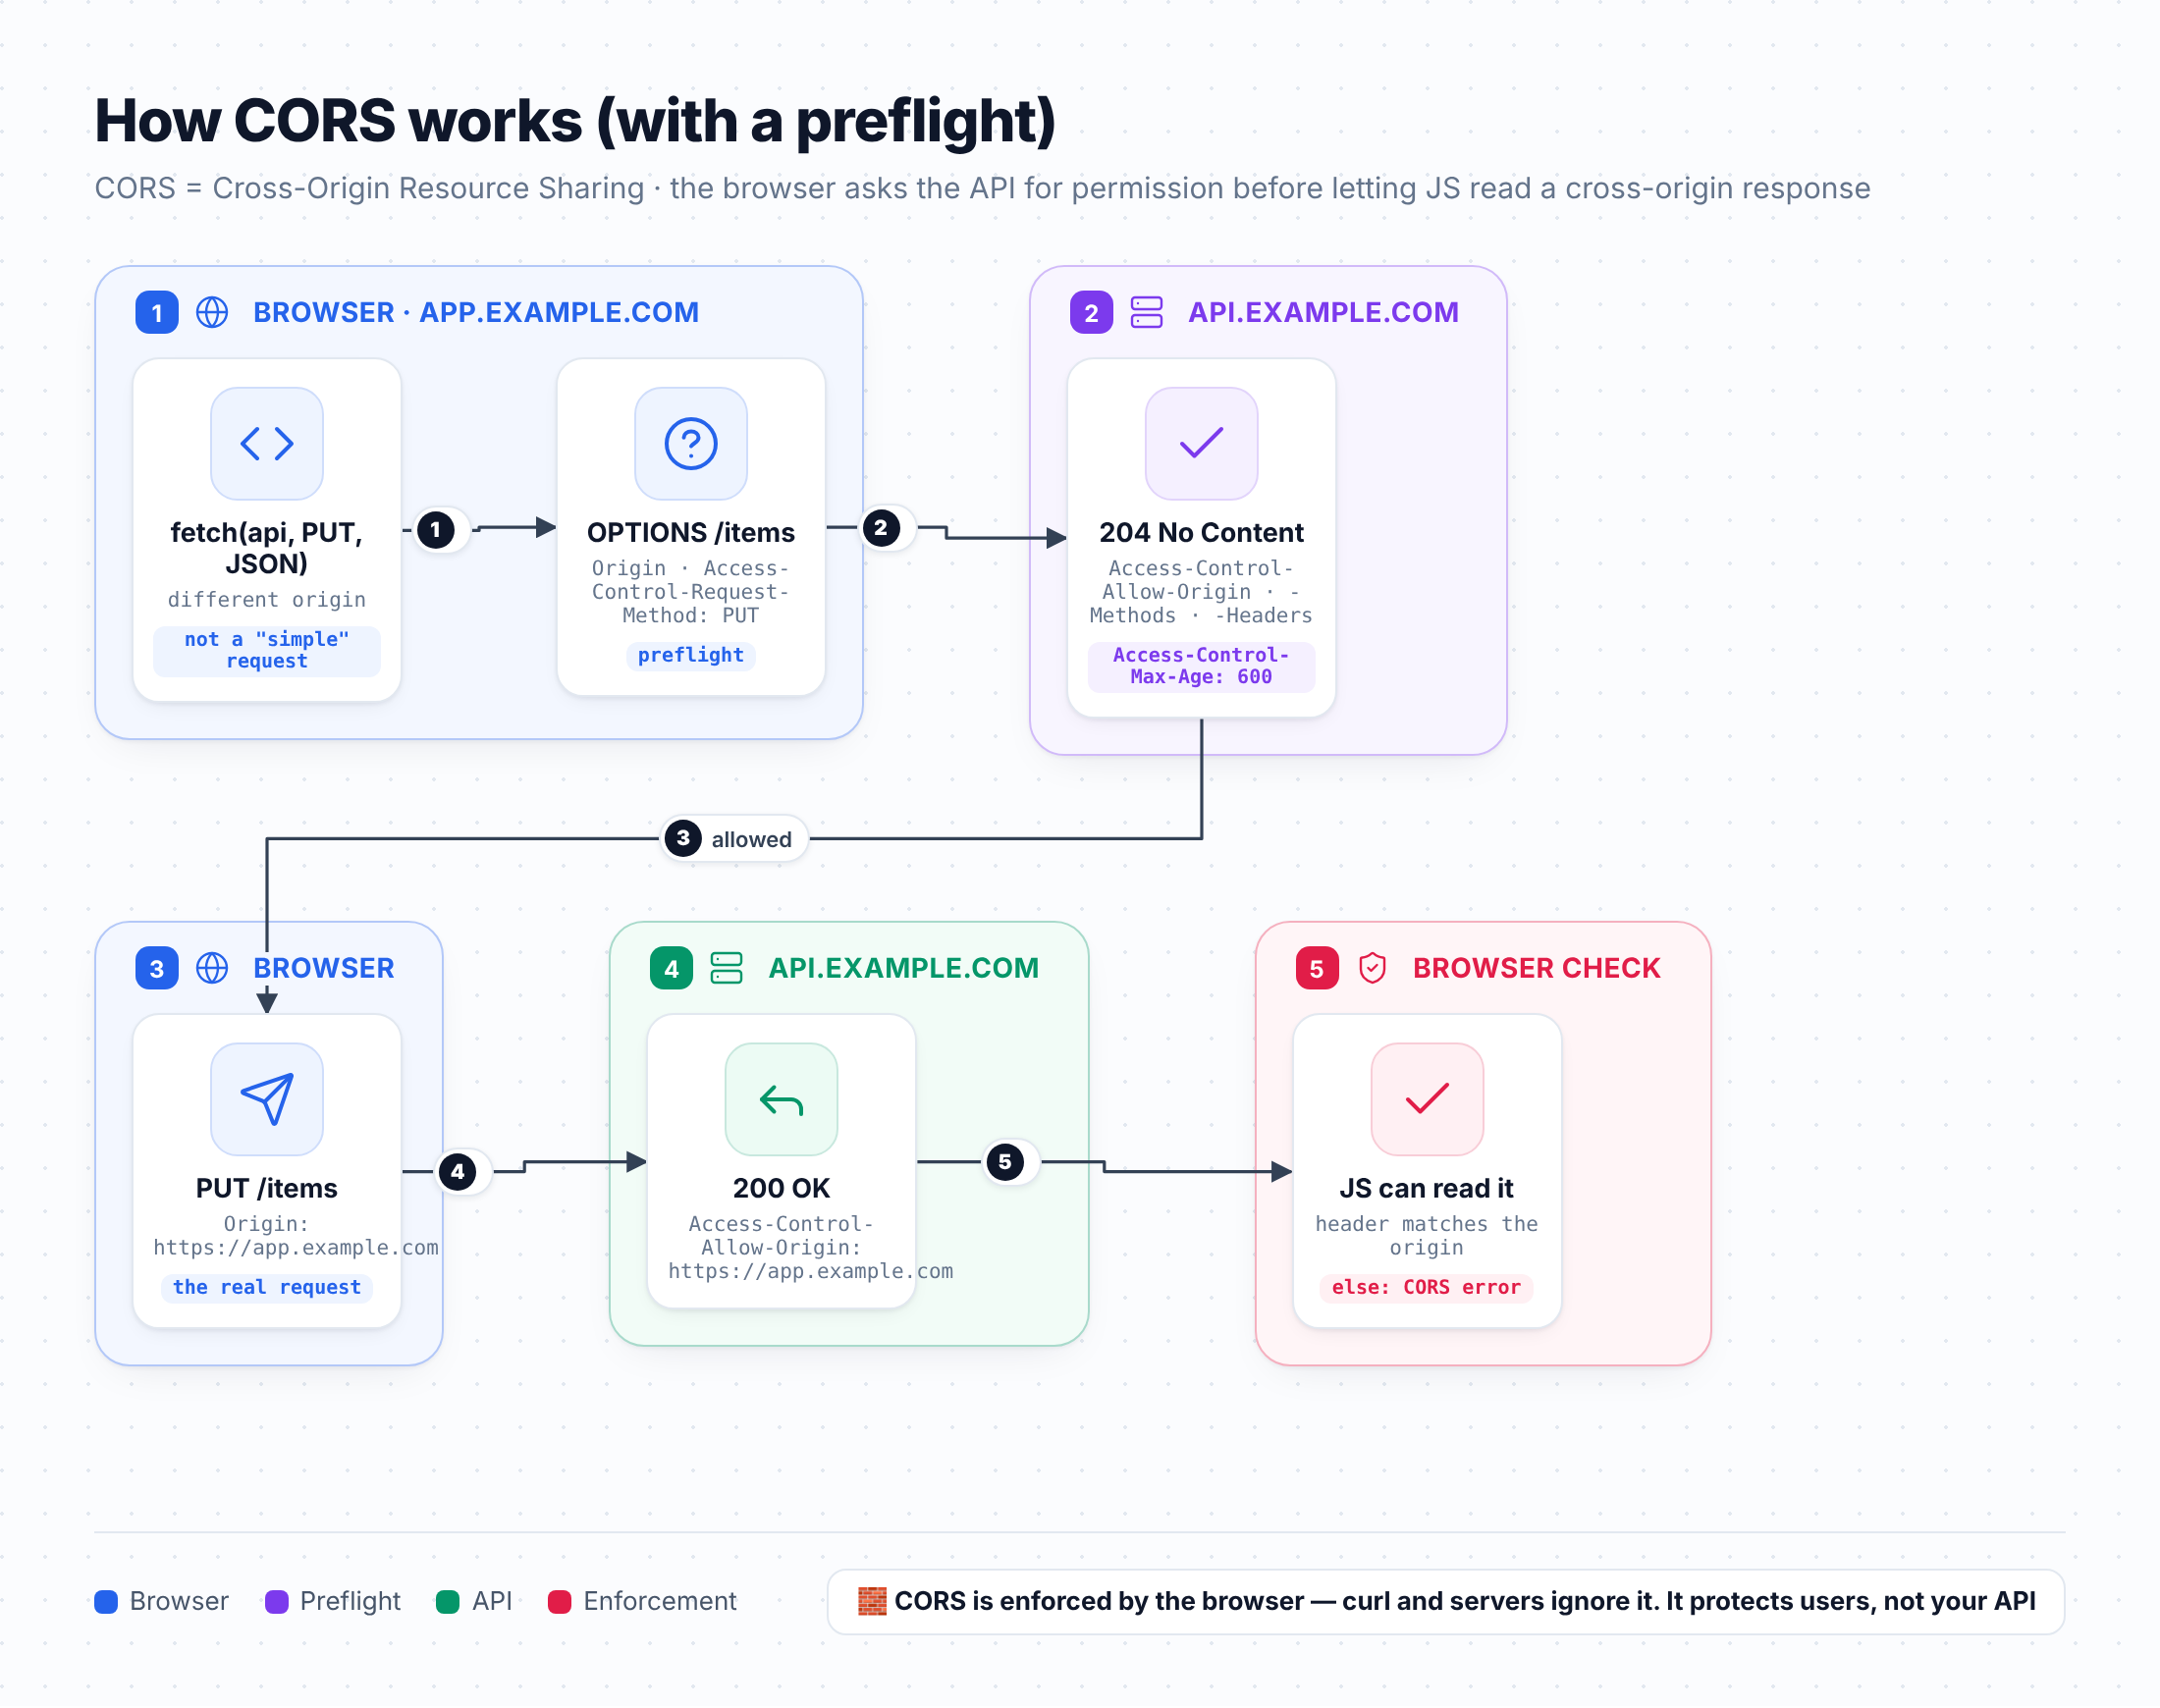 How CORS works (with a preflight)
CORS = Cross-Origin Resource Sharing · the browser asks the API for permission before letting JS read a cross-origin response
1 BROWSER · APP.EXAMPLE.COM
fetch(api, PUT,
JSON)
different origin
not a "simple"
request
1
OPTIONS /items
Origin · Access-
Control-Request-
Method: PUT
preflight
2
2 API.EXAMPLE.COM
204 No Content
Access-Control-
Allow-Origin · -
Methods · -Headers
Access-Control-
Max-Age: 600
3 allowed
3 BROWSER
PUT /items
Origin:
https://app.example.com
the real request
4
4 API.EXAMPLE.COM
200 OK
Access-Control-
Allow-Origin:
https://app.example.com
5
5 BROWSER CHECK
JS can read it
header matches the
origin
else: CORS error
Browser
Preflight
API
Enforcement
🧱 CORS is enforced by the browser — curl and servers ignore it. It protects users, not your API